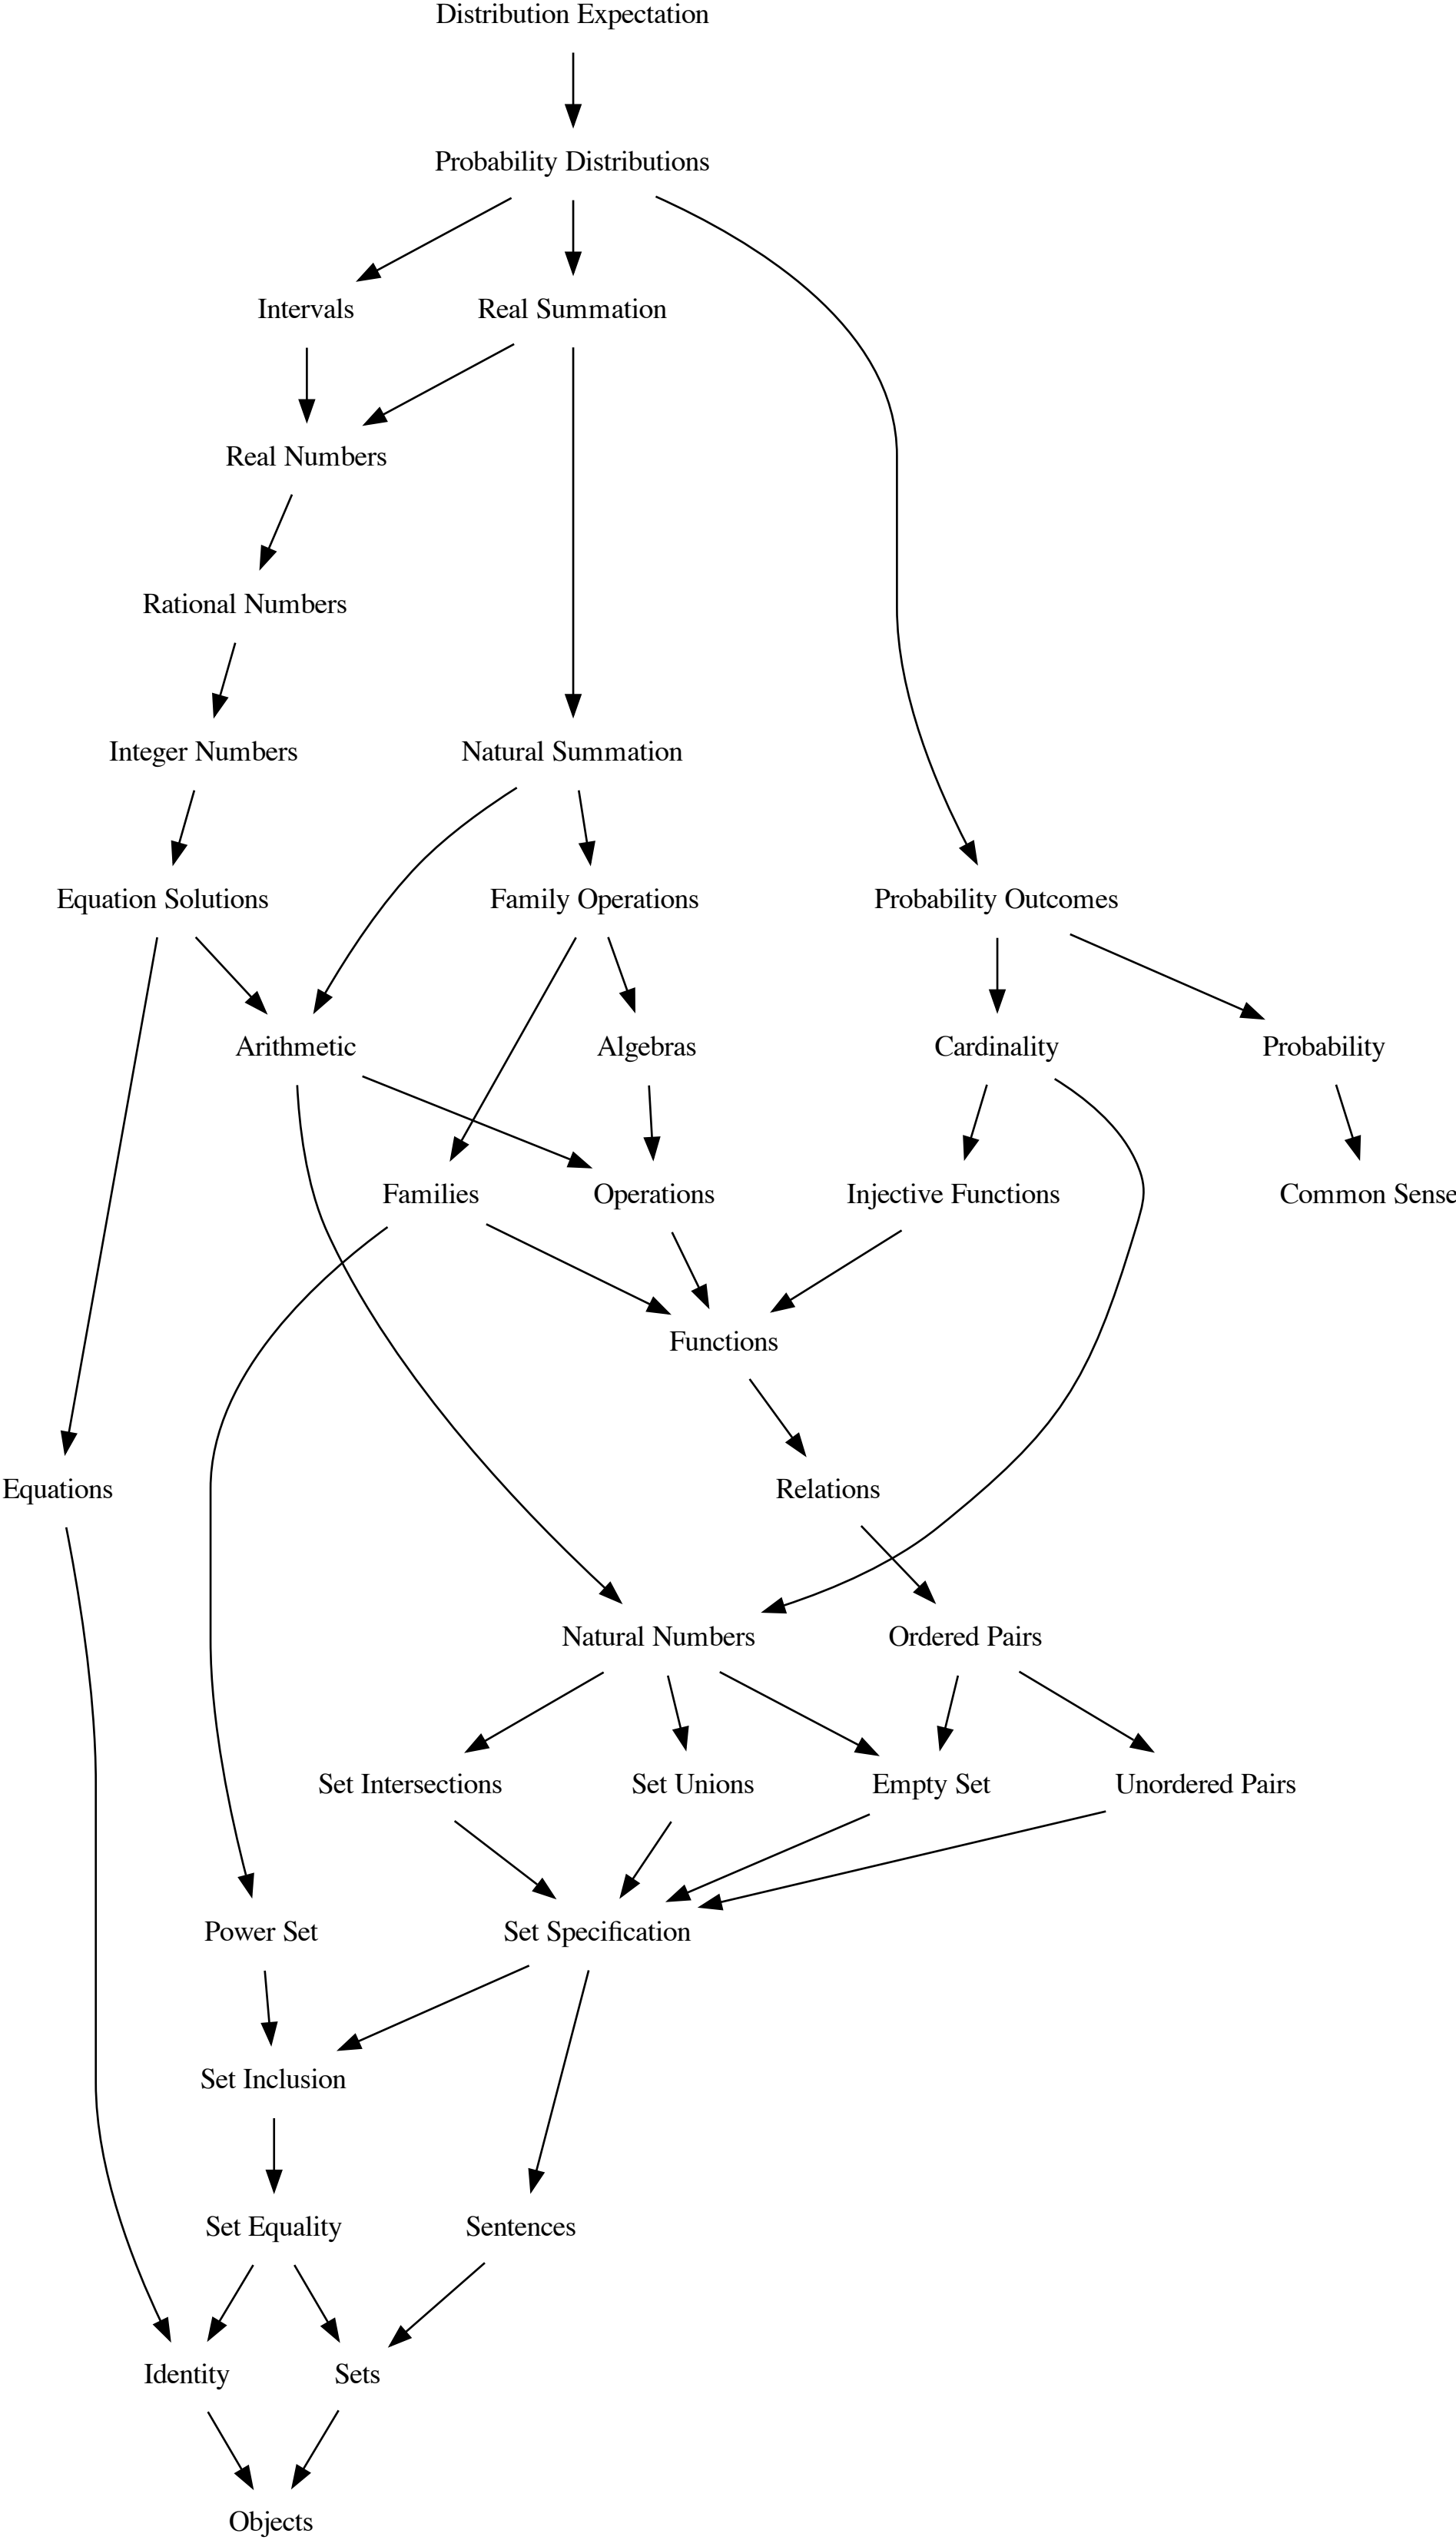 Distribution Expectation
Probability Distributions
Intervals
Real Summation
Real Numbers
Rational Numbers
Integer Numbers
Natural Summation
Equation Solutions
Family Operations
Probability Outcomes
Arithmetic
Algebras
Cardinality
Probability
Families
Operations
Injective Functions
Common Sense
Functions
Equations
Relations
Natural Numbers
Ordered Pairs
Set Intersections
Set Unions
Empty Set
Unordered Pairs
Power Set
Set Specification
Set Inclusion
Set Equality
Sentences
Identity
Sets
Objects